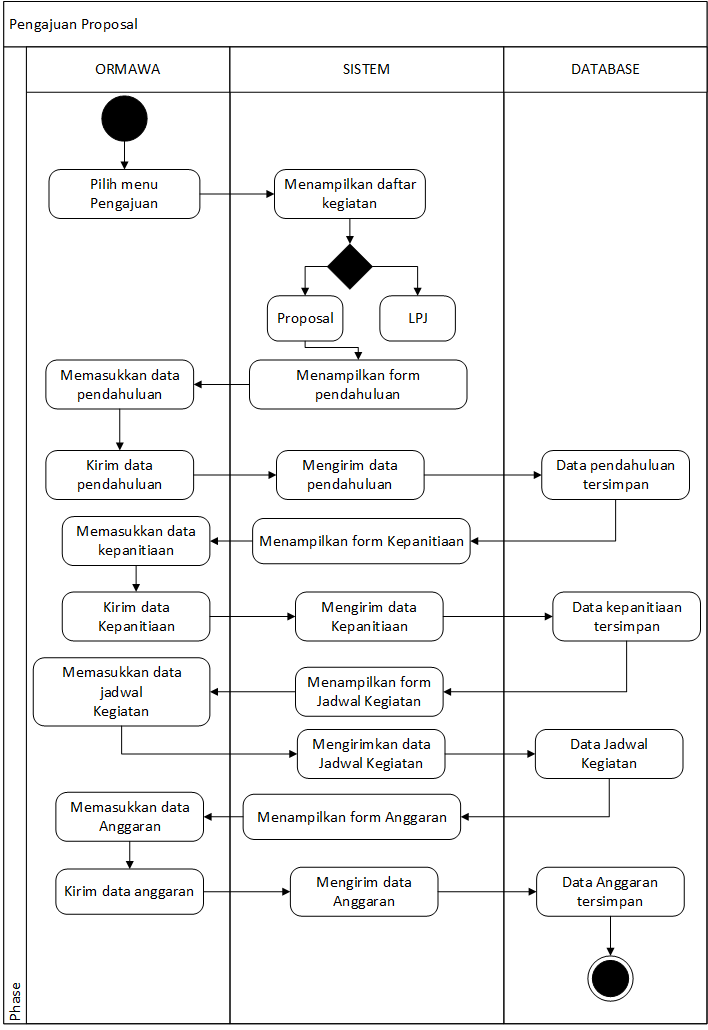 Pengajuan Proposal
ORMAWA
SISTEM
DATABASE
Pilih menu
Pengajuan
Menampilkan daftar
kegiatan
Proposal
LPJ
Memasukkan data
pendahuluan
Menampilkan form
pendahuluan
Kirim data
pendahuluan
Mengirim data
pendahuluan
Data pendahuluan
tersimpan
Memasukkan data
kepanitiaan
Menampilkan form Kepanitiaan
Kirim data
Kepanitiaan
Mengirim data
Kepanitiaan
Data kepanitiaan
tersimpan
Memasukkan data
jadwal
Kegiatan
Menampilkan form
Jadwal Kegiatan
Mengirimkan data
Jadwal Kegiatan
Data Jadwal
Kegiatan
Memasukkan data
Anggaran
Menampilkan form Anggaran
Kirim data anggaran
Mengirim data
Anggaran
Data Anggaran
tersimpan
Phase